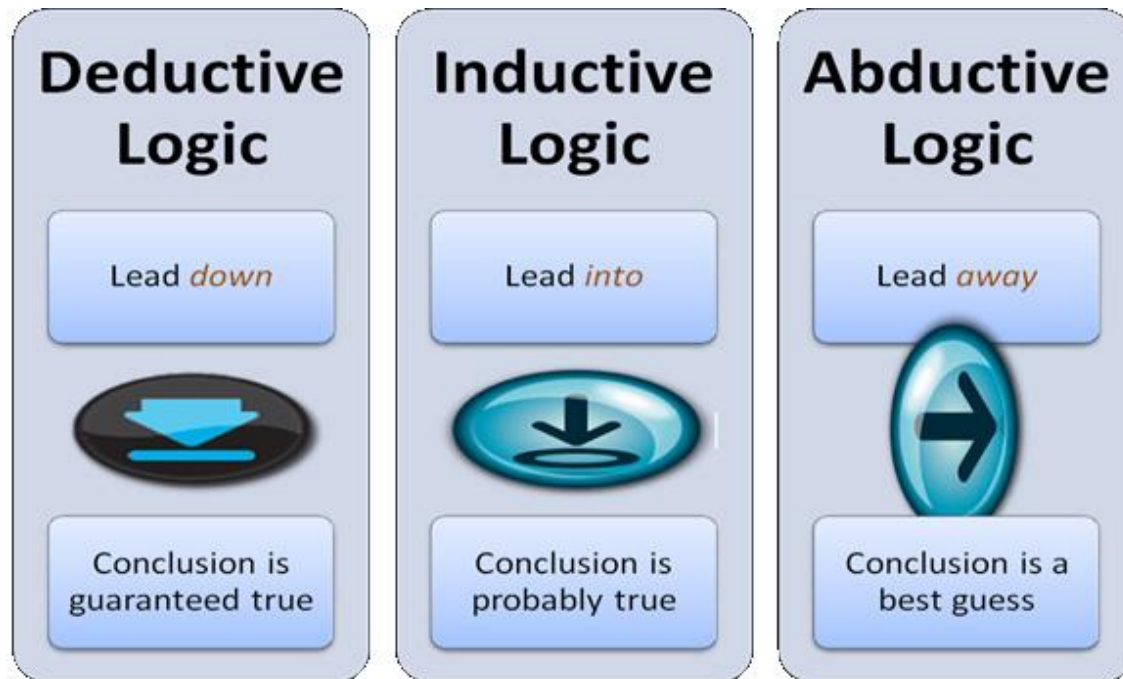 Deductive
Logic
Lead down
Conclusion is
guaranteed true
Inductive
Logic
Lead into
Conclusion is
probably true
Abductive
Logic
Lead away
Conclusion is a
best guess